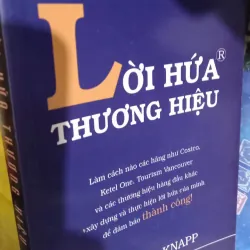 LỜI HỨA®
THƯƠNG HIỆU
Làm cách nào các hãng như Costco,
Ketel One, Tourism Vancouver
và các thương hiệu hàng đầu khác
xây dựng và thực hiện lời hứa của mình
để đảm bảo thành công!
KNAPP